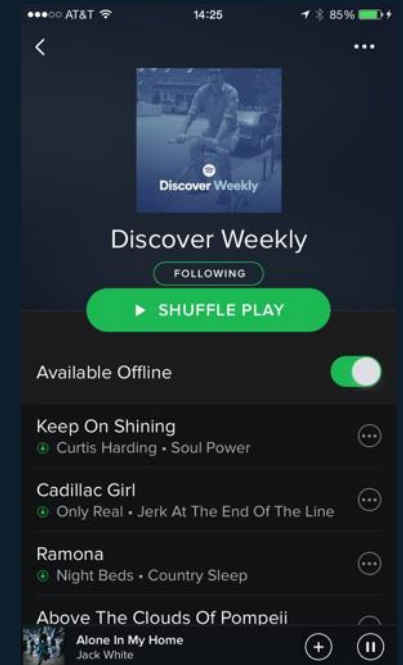 AT&T 14:25 85%
Discover Weekly
Discover Weekly
FOLLOWING
SHUFFLE PLAY
Available Offline
Keep On Shining
Curtis Harding • Soul Power
Cadillac Girl
Only Real • Jerk At The End Of The Line
Ramona
Night Beds • Country Sleep
Above The Clouds Of Pompeii
Alone In My Home
Jack White